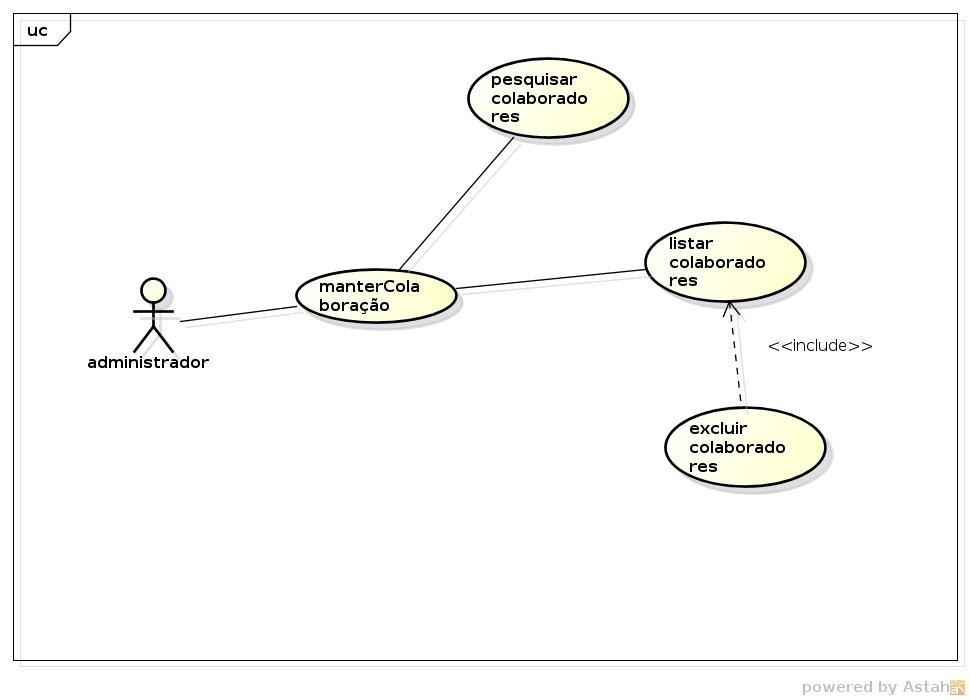 uc
pesquisar
colaborado
res
listar
colaborado
res
manterCola
boração
administrador
<<include>>
excluir
colaborado
res
powered by Astah